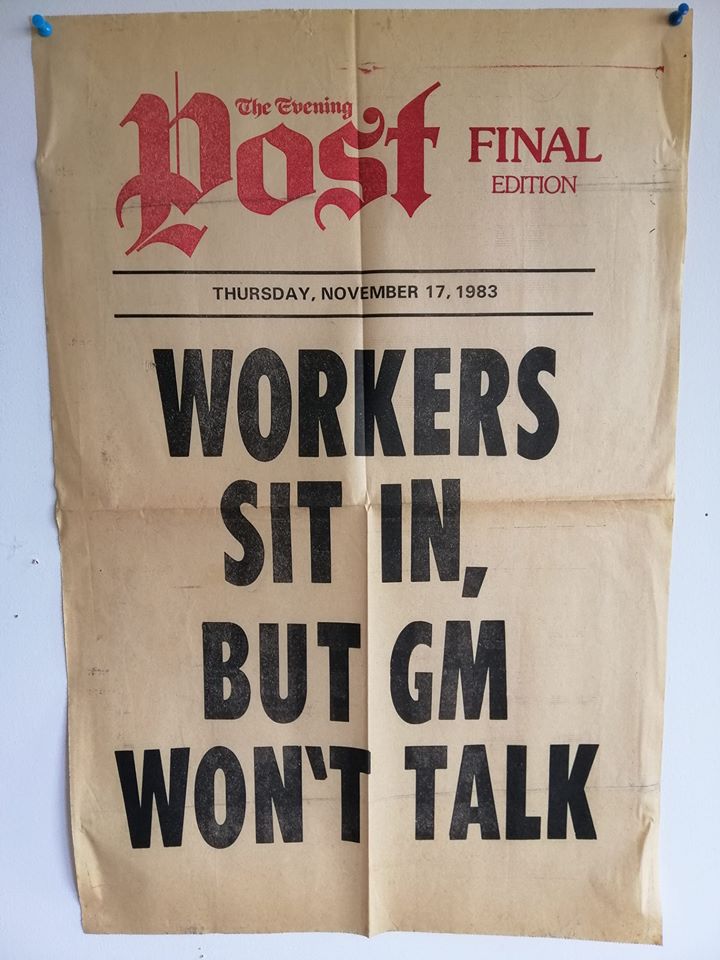 The Evening
Post
FINAL
EDITION
THURSDAY, NOVEMBER 17, 1983
WORKERS
SIT IN,
BUT GM
WON‘T TALK